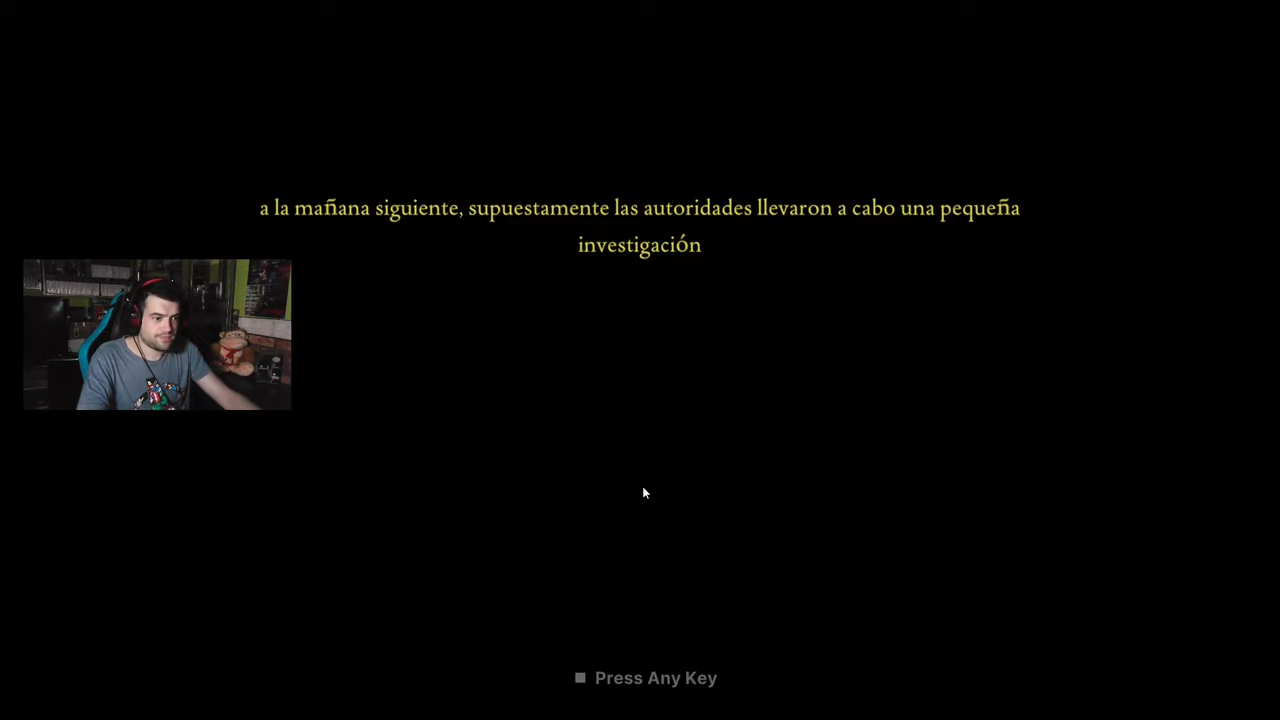 a la mañana siguiente, supuestamente las autoridades llevaron a cabo una pequeña
investigación
Press Any Key